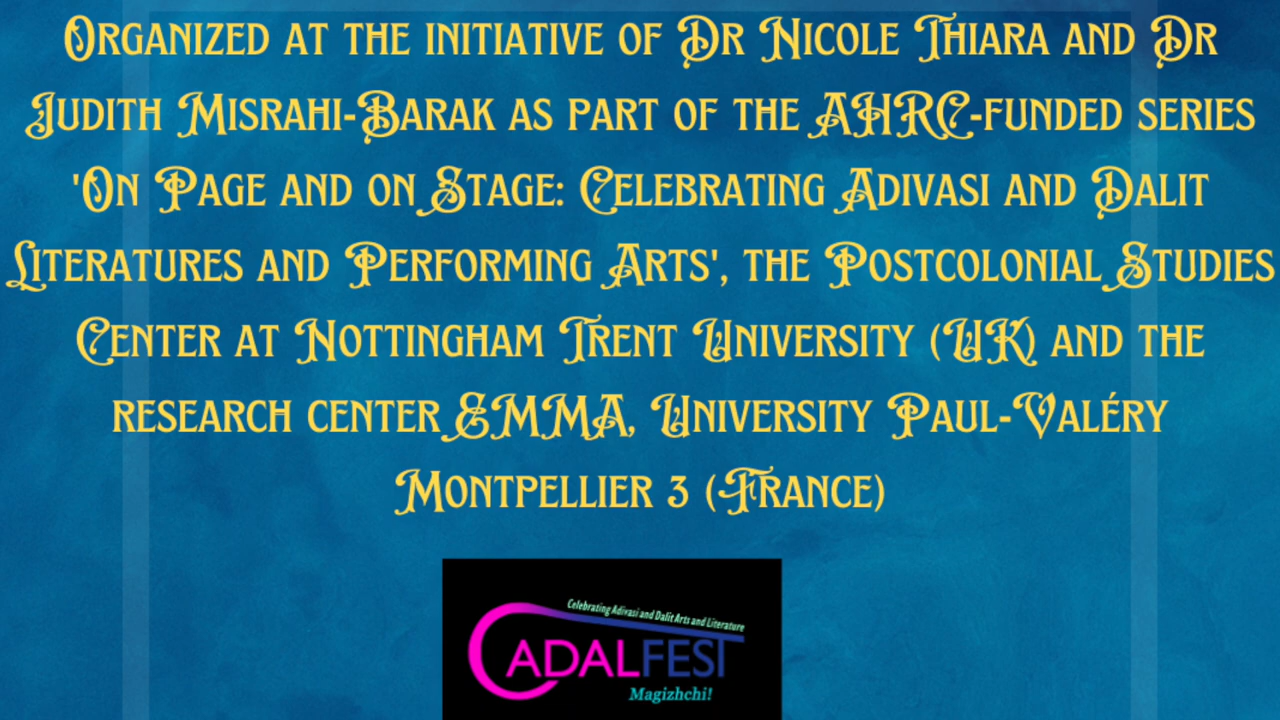 Organized at the initiative of Dr Nicole Thiara and Dr
Judith Misrahi-Barak as part of the AHRC-funded series
'On Page and on Stage: Celebrating Adivasi and Dalit
Literatures and Performing Arts', the Postcolonial Studies
Center at Nottingham Trent University (UK) and the
research center EMMA, University Paul-Valéry
Montpellier 3 (France)
Celebrating Adivasi and Dalit Arts and Literature
CADALFEST
Magizhchi!